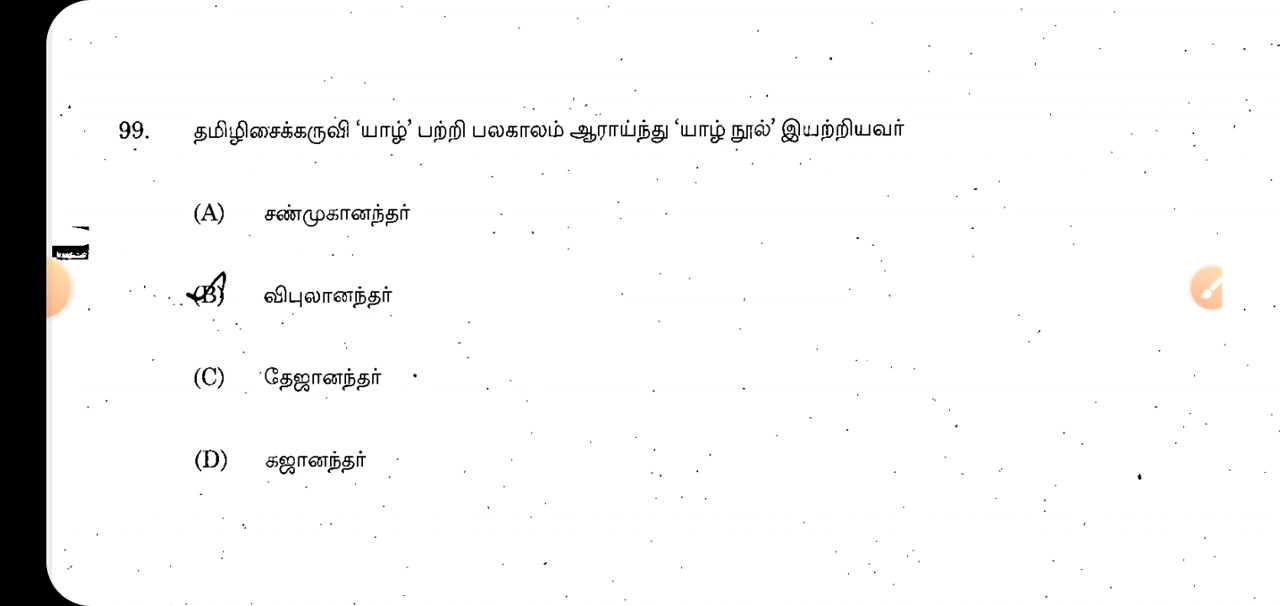 99. தமிழிசைக்கருவி ‘யாழ்’ பற்றி பலகாலம் ஆராய்ந்து ‘யாழ் நூல்’ இயற்றியவர்
(A) சண்முகானந்தர்
(B) விபுலானந்தர்
(C) தேஜானந்தர்
(D) கஜானந்தர்